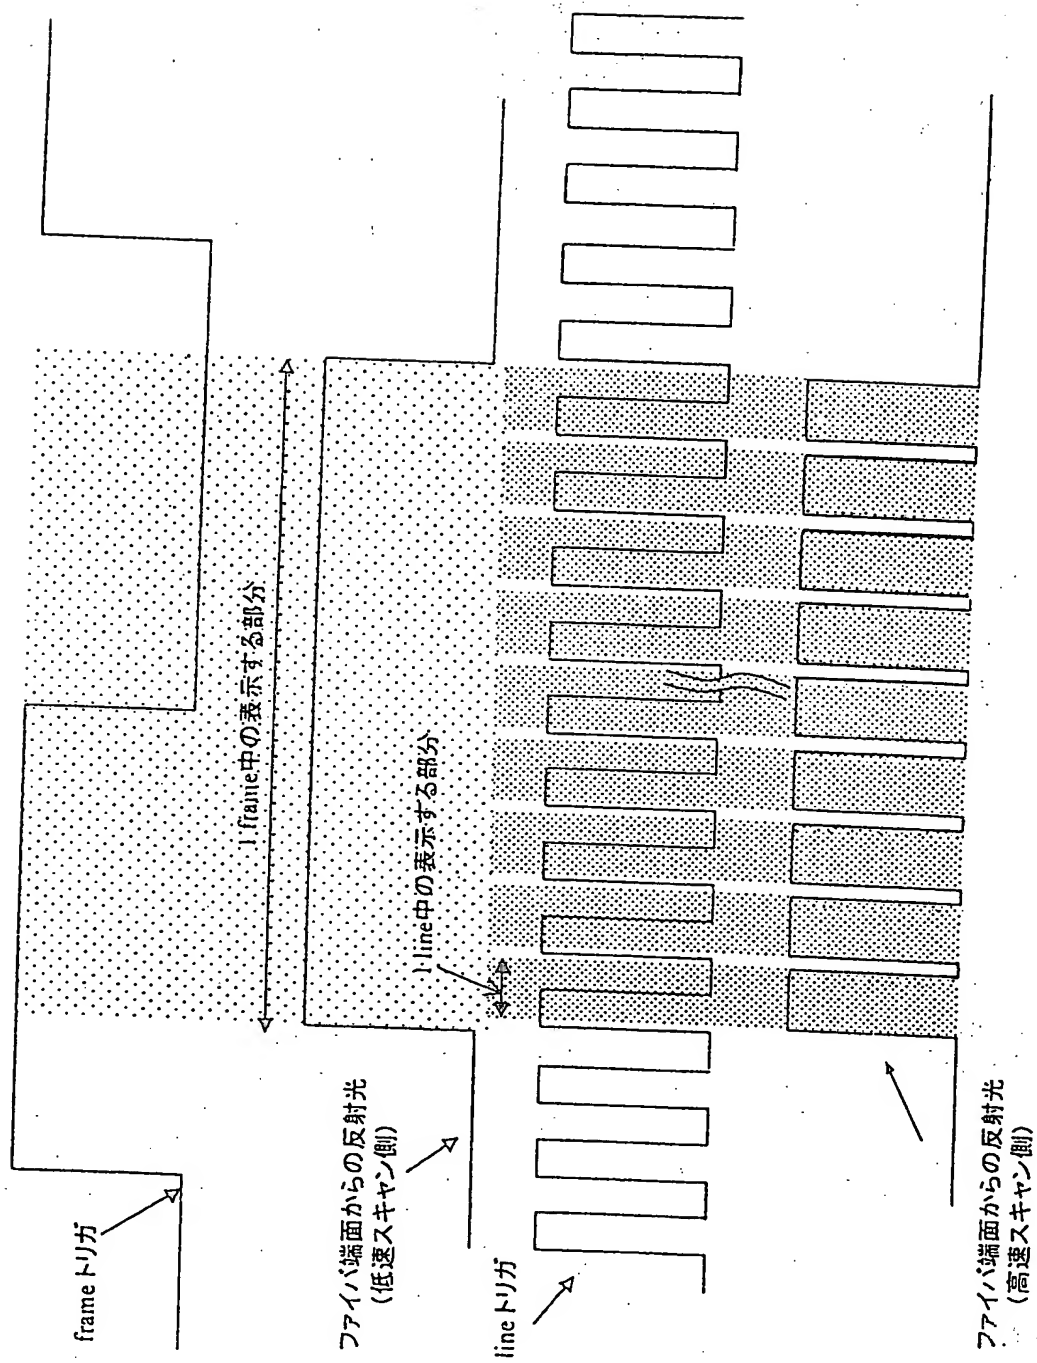 frameトリガ
1 frame中の表示する部分
ファイバ端面からの反射光
(低速スキャン側)
1 line中の表示する部分
lineトリガ
ファイバ端面からの反射光
(高速スキャン側)